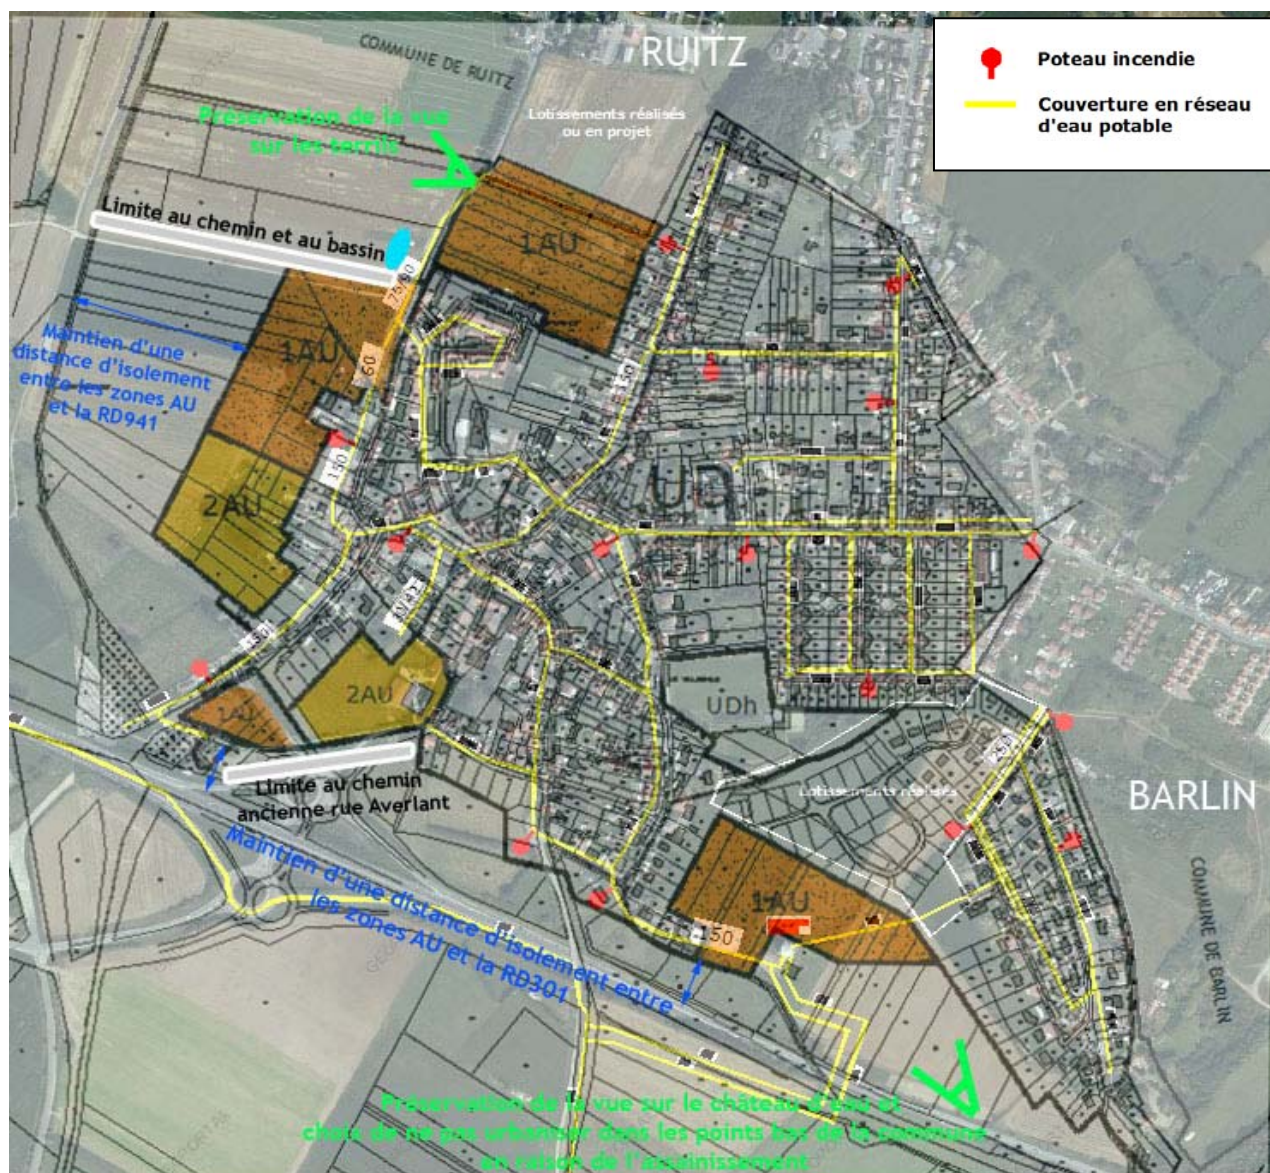 RUITZ
COMMUNE DE RUITZ
Poteau incendie
Couverture en réseau
d'eau potable
Préservation de la vue
sur les terrils
Lotissements réalisés
ou en projet
Limite au chemin et au bassin
1AU
75/90
1AU
60
150
Maintien d'une
distance d'isolement
entre les zones AU
et la RD941
150
2AU
UD
2AU
UDh
1AU
250
Lotissements réalisés
Limite au chemin
ancienne rue Averlant
BARLIN
Maintien d'une distance d'isolement entre
les zones AU et la RD301
1AU
150
COMMUNE DE BARLIN
Préservation de la vue sur le château d'eau et
choix de ne pas urbaniser dans les points bas de la commune
en raison de l'assainissement